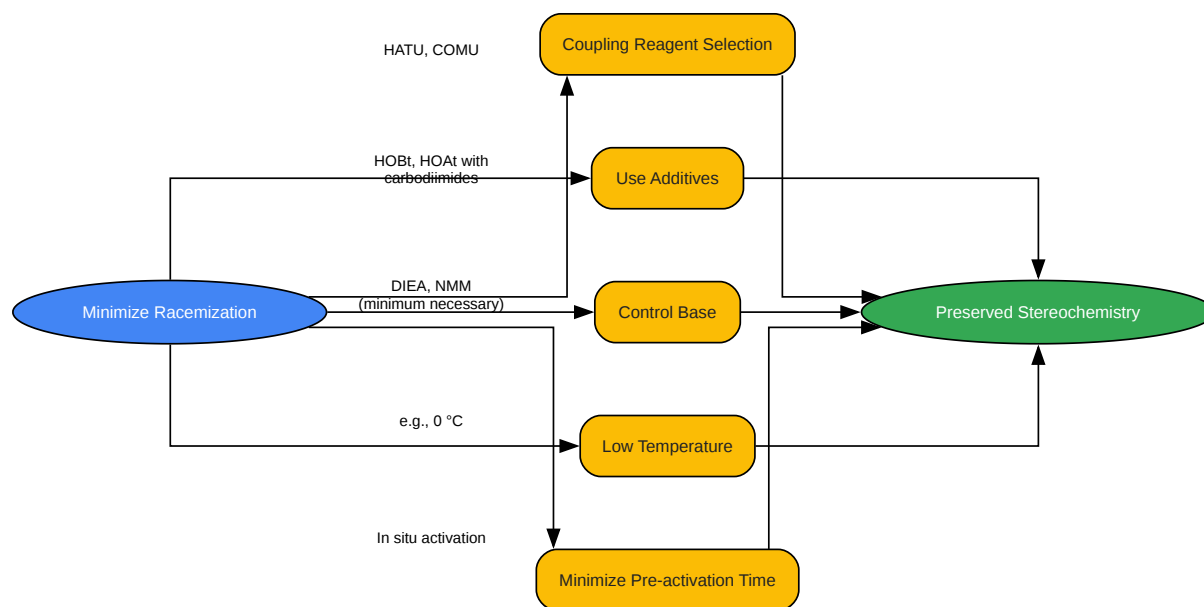 HATU, COMU
Coupling Reagent Selection
HOBt, HOAt with
carbodiimides
Use Additives
Minimize Racemization
DIEA, NMM
(minimum necessary)
Control Base
Preserved Stereochemistry
e.g., 0 °C
Low Temperature
In situ activation
Minimize Pre-activation Time